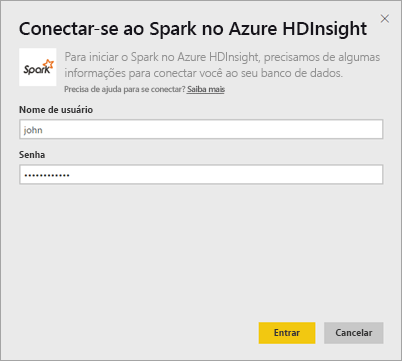 Conectar-se ao Spark no Azure HDInsight
Spark
Para iniciar o Spark no Azure HDInsight, precisamos de algumas
informações para conectar você ao seu banco de dados.
Precisa de ajuda para se conectar? Saiba mais
Nome de usuário
john
Senha
••••••••••••
Entrar
Cancelar